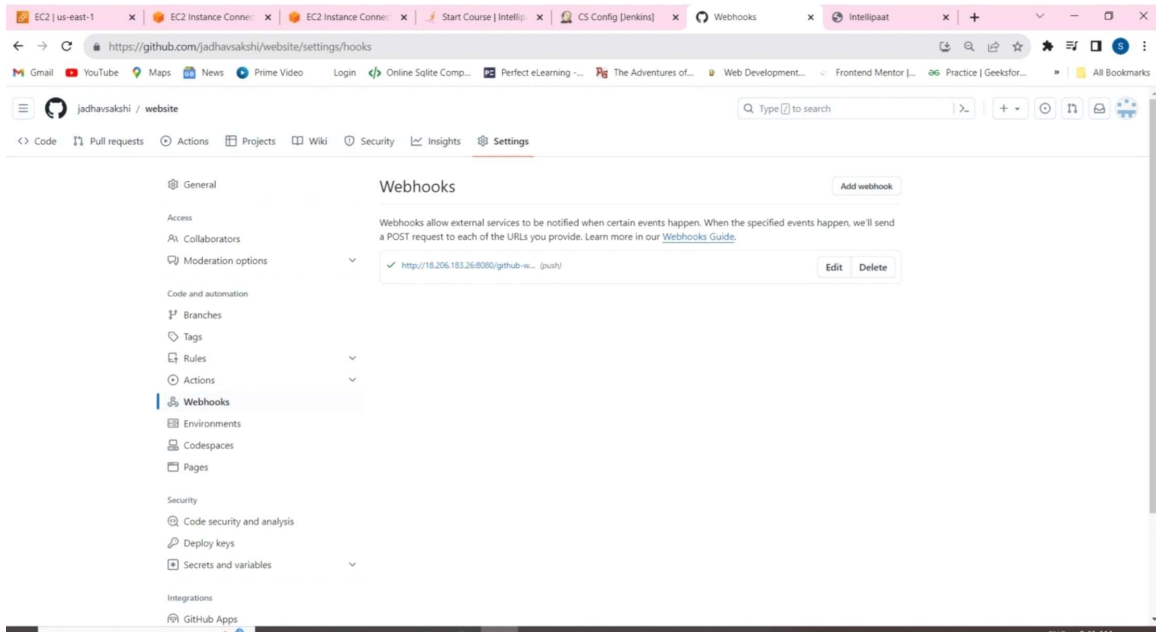 EC2 | us-east-1
EC2 Instance Connec
EC2 Instance Connec
Start Course | Intellip
CS Config [Jenkins]
Webhooks
Intellipaat
https://github.com/jadhavsakshi/website/settings/hooks
S
Gmail YouTube Maps News Prime Video Login Online Sqlite Comp... Perfect eLearning -... The Adventures of... Web Development... Frontend Mentor |... Practice | Geeksfor... » All Bookmarks
jadhavsakshi / website
Type / to search
Code Pull requests Actions Projects Wiki Security Insights Settings
General
Access
Collaborators
Moderation options
Code and automation
Branches
Tags
Rules
Actions
Webhooks
Environments
Codespaces
Pages
Security
Code security and analysis
Deploy keys
Secrets and variables
Integrations
GitHub Apps
Webhooks
Add webhook
Webhooks allow external services to be notified when certain events happen. When the specified events happen, we'll send
a POST request to each of the URLs you provide. Learn more in our Webhooks Guide.
http://18.206.183.26:8080/github-w... (push)
Edit Delete